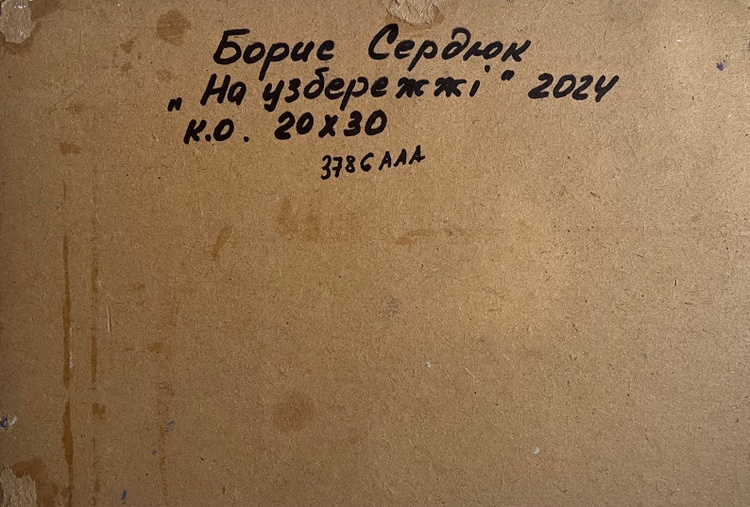 Борис Сердюк
„На узбережжі" 2024
к.о. 20х30
3786ААА